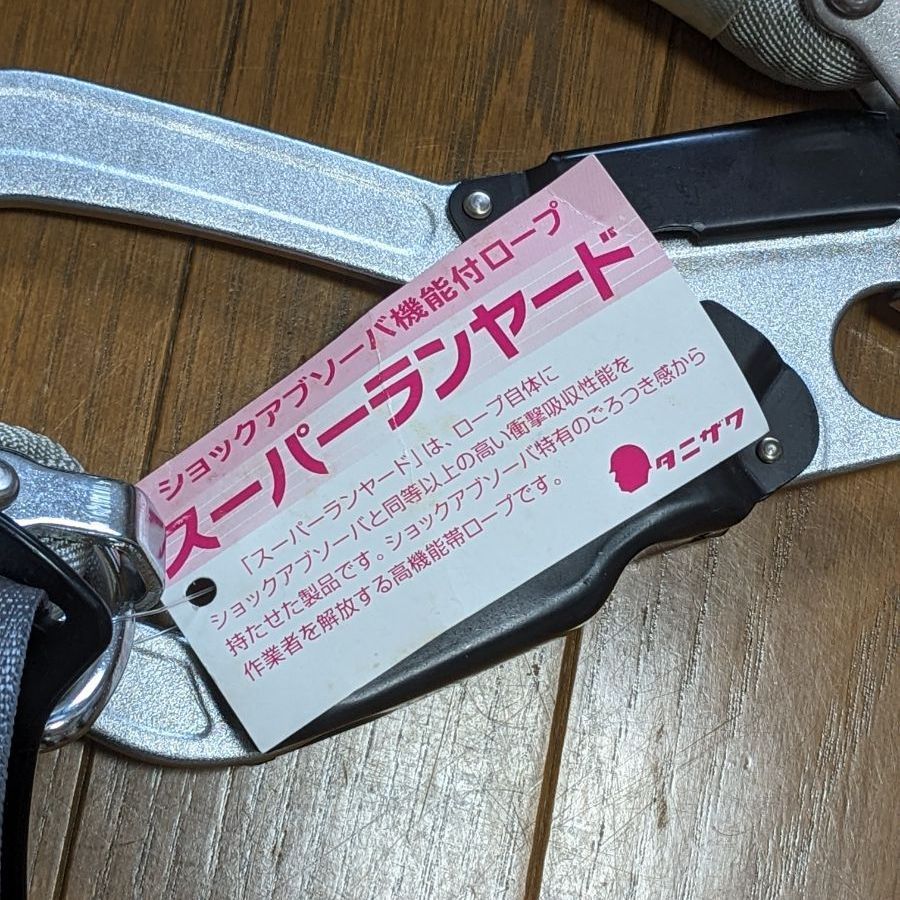 ショックアブソーバ機能付ロープ
スーパーランヤード
「スーパーランヤード」は、ロープ自体に
ショックアブソーバと同等以上の高い衝撃吸収性能を
持たせた製品です。ショックアブソーバ特有のごろつき感から
作業者を解放する高機能帯ロープです。
タニザワ